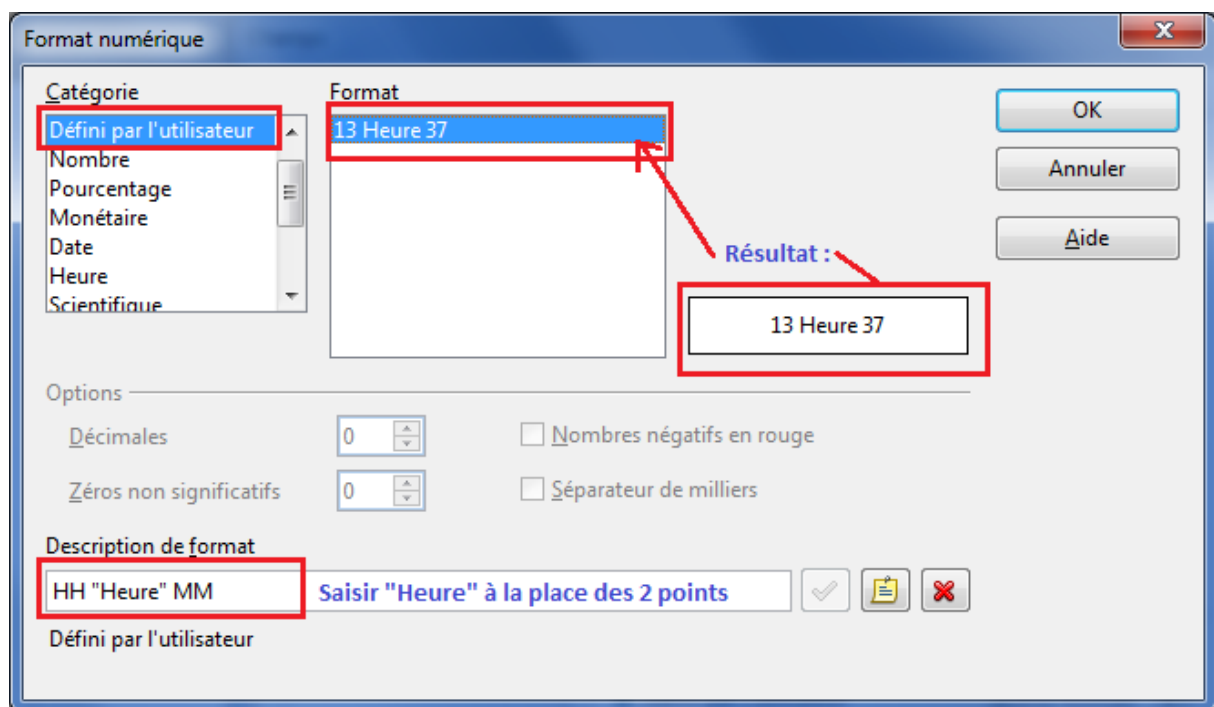 Format numérique
Catégorie
Défini par l'utilisateur
Nombre
Pourcentage
Monétaire
Date
Heure
Scientifique
Format
13 Heure 37
Résultat :
13 Heure 37
OK
Annuler
Aide
Options
Décimales
0
Nombres négatifs en rouge
Zéros non significatifs
0
Séparateur de milliers
Description de format
HH "Heure" MM
Saisir "Heure" à la place des 2 points
Défini par l'utilisateur